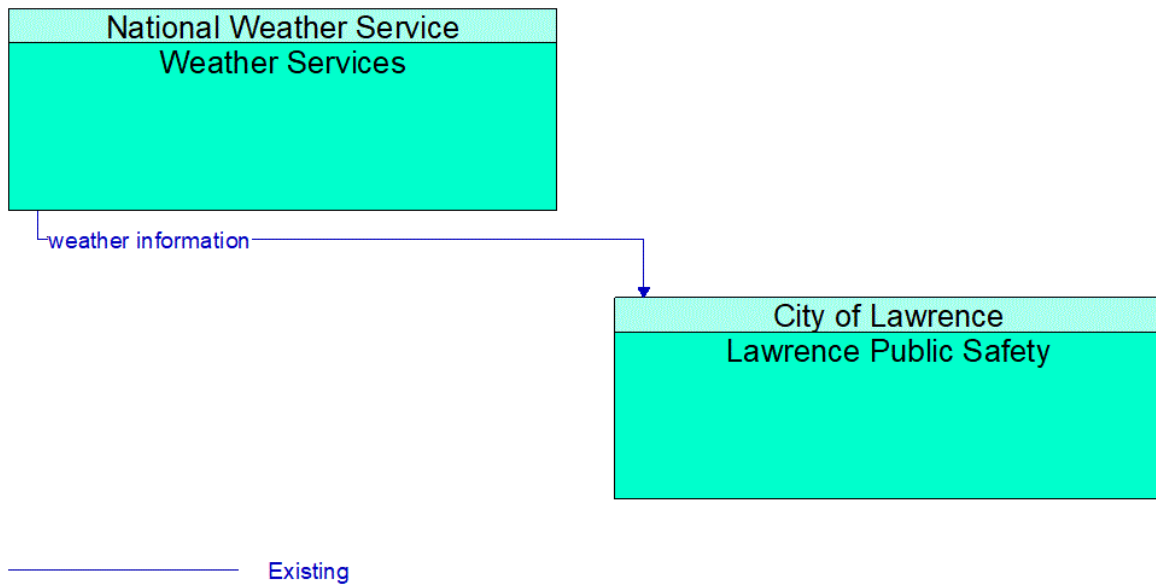 National Weather Service
Weather Services
weather information
City of Lawrence
Lawrence Public Safety
Existing